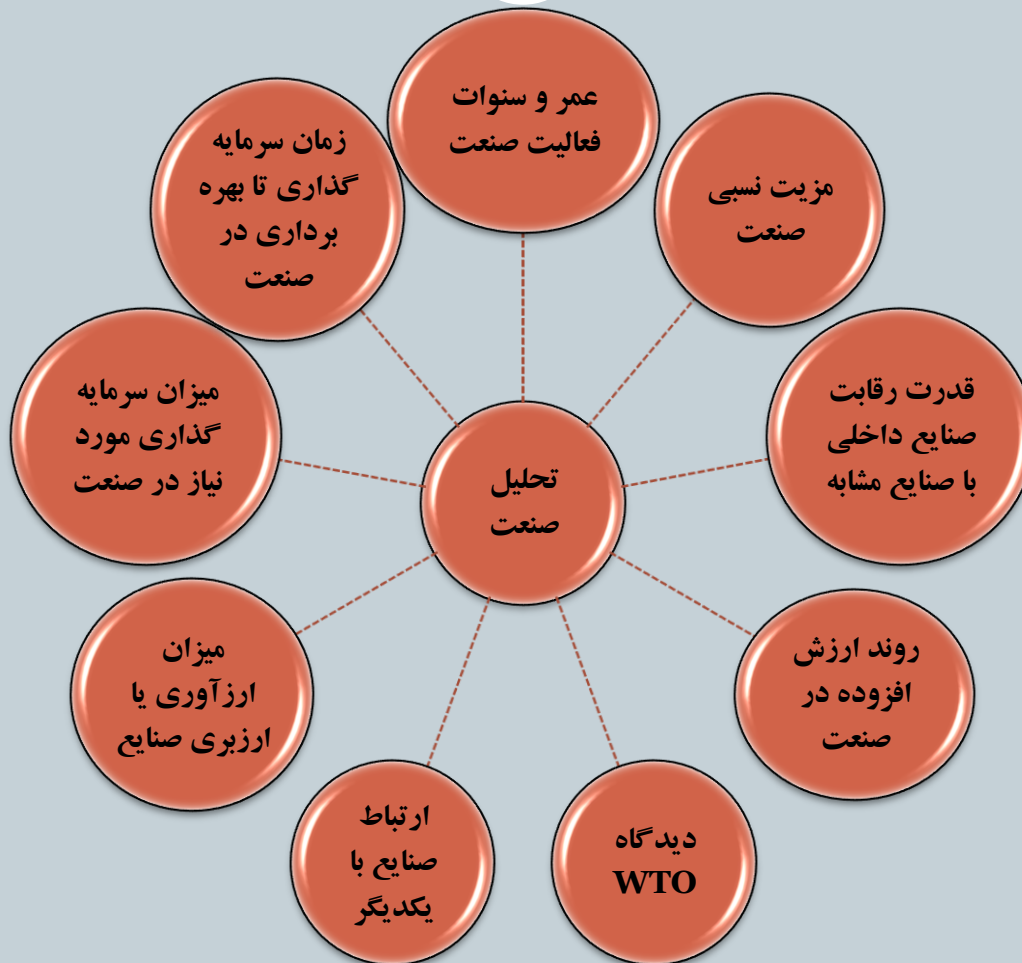 عمر و سنوات
فعالیت صنعت
مزیت نسبی
صنعت
قدرت رقابت
صنایع داخلی
با صنایع مشابه
روند ارزش
افزوده در
صنعت
دیدگاه
WTO
ارتباط
صنایع با
یکدیگر
میزان
ارزآوری یا
ارزبری صنایع
میزان سرمایه
گذاری مورد
نیاز در صنعت
زمان سرمایه
گذاری تا بهره
برداری در
صنعت
تحلیل
صنعت